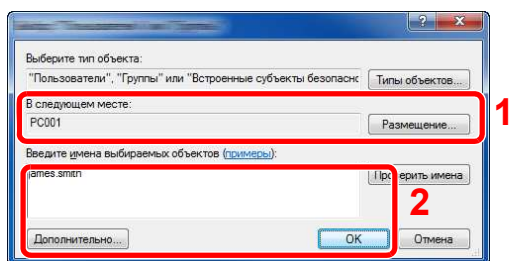 Выберите тип объекта:
"Пользователи", "Группы" или "Встроенные субъекты безопаснс
Типы объектов...
В следующем месте:
PC001
Размещение...
1
Введите имена выбираемых объектов (примеры):
james.smith
Проверить имена
2
Дополнительно...
OK
Отмена